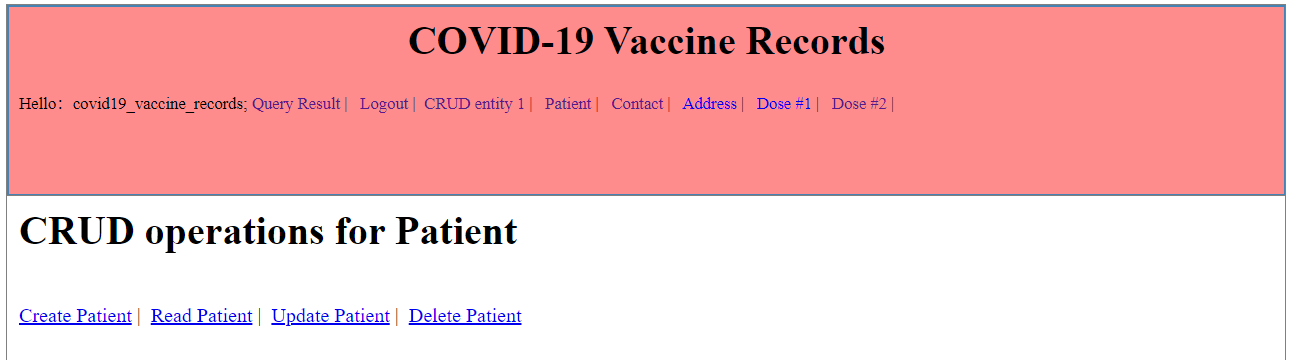 COVID-19 Vaccine Records
Hello: covid19_vaccine_records; Query Result | Logout | CRUD entity 1 | Patient | Contact | Address | Dose #1 | Dose #2 |
CRUD operations for Patient
Create Patient | Read Patient | Update Patient | Delete Patient